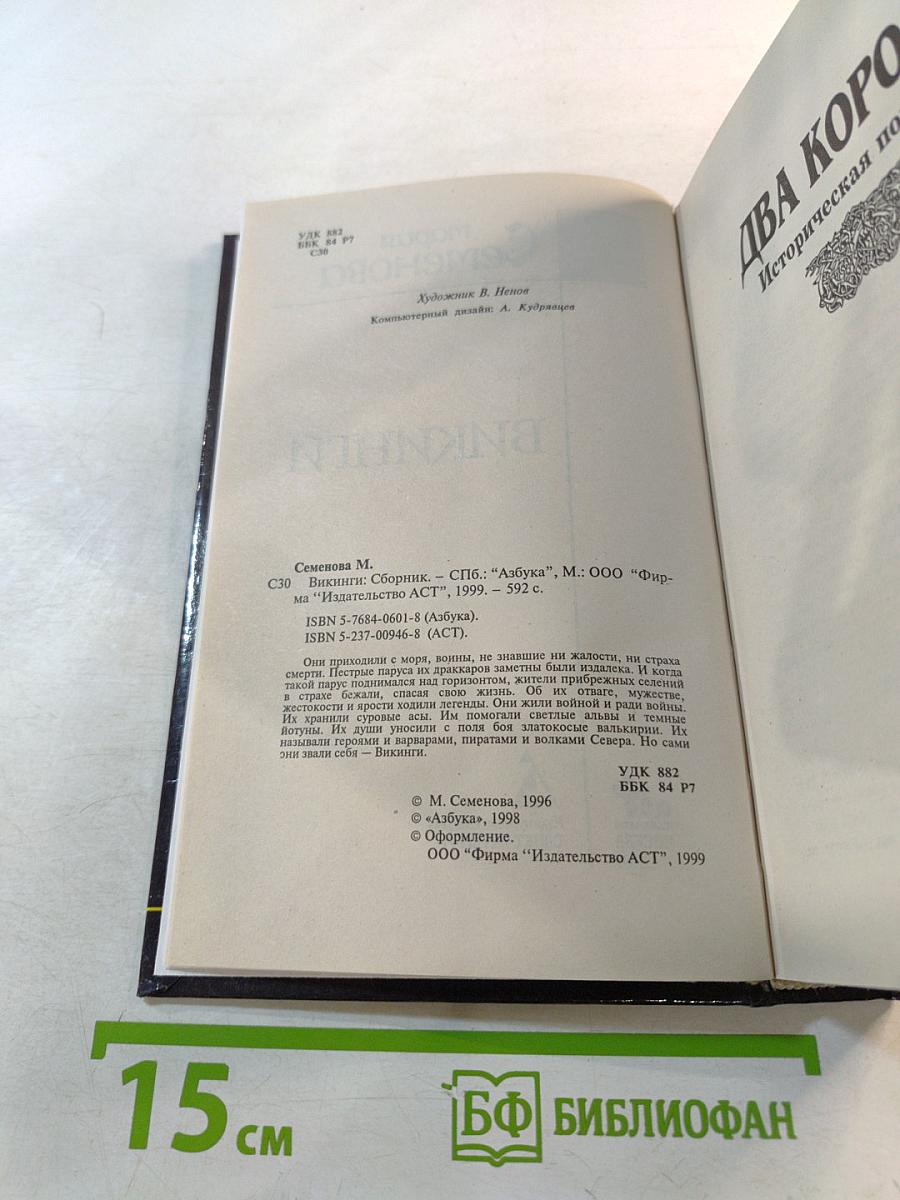 УДК 882
ББК 84 Р7
С30
Художник В. Ненов
Компьютерный дизайн: А. Кудрявцев
ВИКИНГИ
Семенова М.
С30 Викинги: Сборник. – СПб.: “Азбука”, М.: ООО “Фир-
ма “Издательство АСТ”, 1999. – 592 с.
ISBN 5-7684-0601-8 (Азбука).
ISBN 5-237-00946-8 (АСТ).
Они приходили с моря, воины, не знавшие ни жалости, ни страха
смерти. Пестрые паруса их драккаров заметны были издалека. И когда
такой парус поднимался над горизонтом, жители прибрежных селений
в страхе бежали, спасая свою жизнь. Об их отваге, мужестве,
жестокости и ярости ходили легенды. Они жили войной и ради войны.
Их хранили суровые асы. Им помогали светлые альвы и темные
йотуны. Их души уносили с поля боя златокосые валькирии. Их
называли героями и варварами, пиратами и волками Севера. Но сами
они звали себя — Викинги.
УДК 882
ББК 84 Р7
© М. Семенова, 1996
© «Азбука», 1998
© Оформление.
ООО “Фирма “Издательство АСТ”, 1999
ДВА КОРО
Историческая по
15 см
БФ БИБЛИОФАН